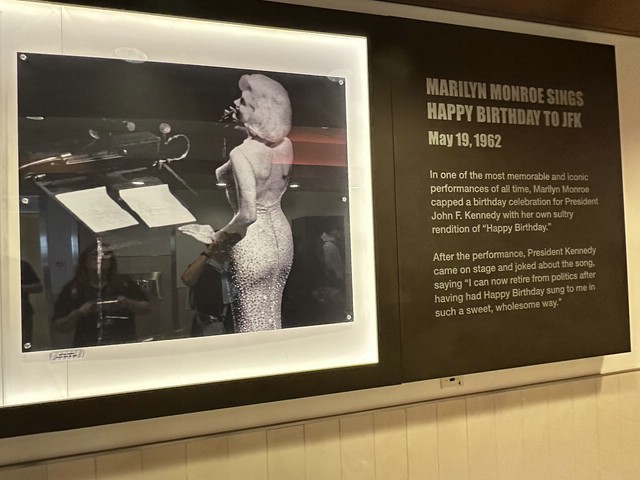 MARILYN MONROE SINGS
HAPPY BIRTHDAY TO JFK
May 19, 1962
In one of the most memorable and iconic
performances of all time, Marilyn Monroe
capped a birthday celebration for President
John F. Kennedy with her own sultry
rendition of “Happy Birthday.”
After the performance, President Kennedy
came on stage and joked about the song,
saying “I can now retire from politics after
having had Happy Birthday sung to me in
such a sweet, wholesome way.”